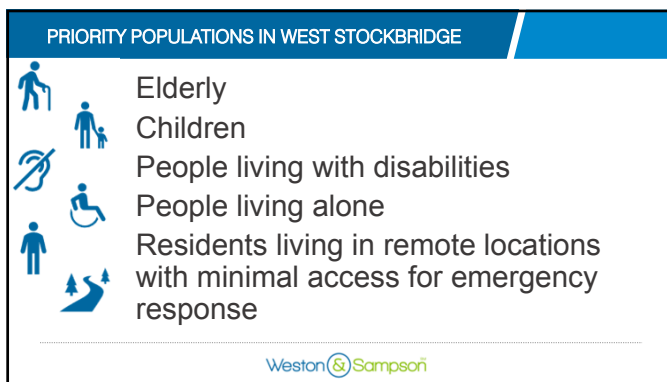 PRIORITY POPULATIONS IN WEST STOCKBRIDGE
Elderly
Children
People living with disabilities
People living alone
Residents living in remote locations
with minimal access for emergency
response
Weston & Sampson